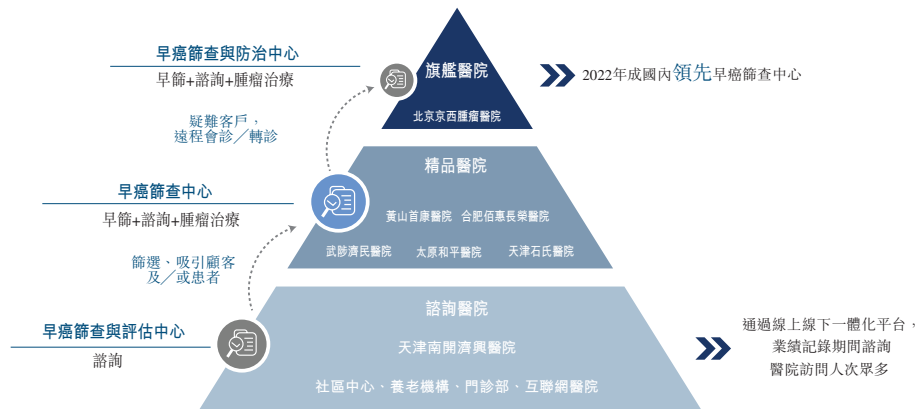 早癌篩查與防治中心
早篩+諮詢+腫瘤治療
疑難客戶，
遠程會診／轉診
旗艦醫院
北京京西腫瘤醫院
2022年成國內領先早癌篩查中心
早癌篩查中心
早篩+諮詢+腫瘤治療
篩選、吸引顧客
及／或患者
精品醫院
黃山首康醫院 合肥佰惠長榮醫院
武陟濟民醫院 太原和平醫院 天津石氏醫院
早癌篩查與評估中心
諮詢
諮詢醫院
天津南開濟興醫院
社區中心、養老機構、門診部、互聯網醫院
通過線上線下一體化平台，
業績記錄期間諮詢
醫院訪問人次眾多